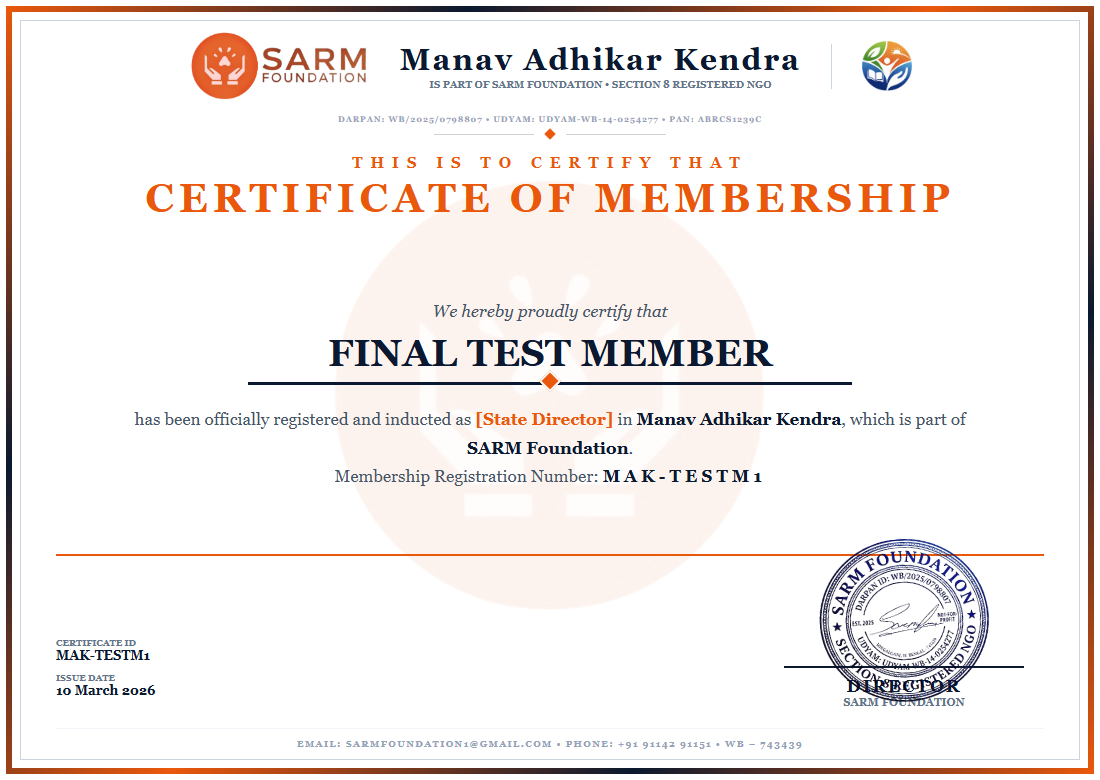 SARM
FOUNDATION
Manav Adhikar Kendra
IS PART OF SARM FOUNDATION • SECTION 8 REGISTERED NGO
DARPAN: WB/2025/0798807 • UDYAM: UDYAM-WB-14-0254277 • PAN: ABRCS1239C
THIS IS TO CERTIFY THAT
CERTIFICATE OF MEMBERSHIP
We hereby proudly certify that
FINAL TEST MEMBER
has been officially registered and inducted as [State Director] in Manav Adhikar Kendra, which is part of
SARM Foundation.
Membership Registration Number: MAK-TESTM1
SARM FOUNDATION
DARPAN ID: WB/2025/0798807
EST. 2025
NOT-FOR-
PROFIT
UDYAM: UDYAM-WB-14-0254277
SECTION 8 REGISTERED NGO
CERTIFICATE ID
MAK-TESTM1
ISSUE DATE
10 March 2026
DIRECTOR
SARM FOUNDATION
EMAIL: SARMFOUNDATION1@GMAIL.COM • PHONE: +91 91142 91151 • WB – 743439